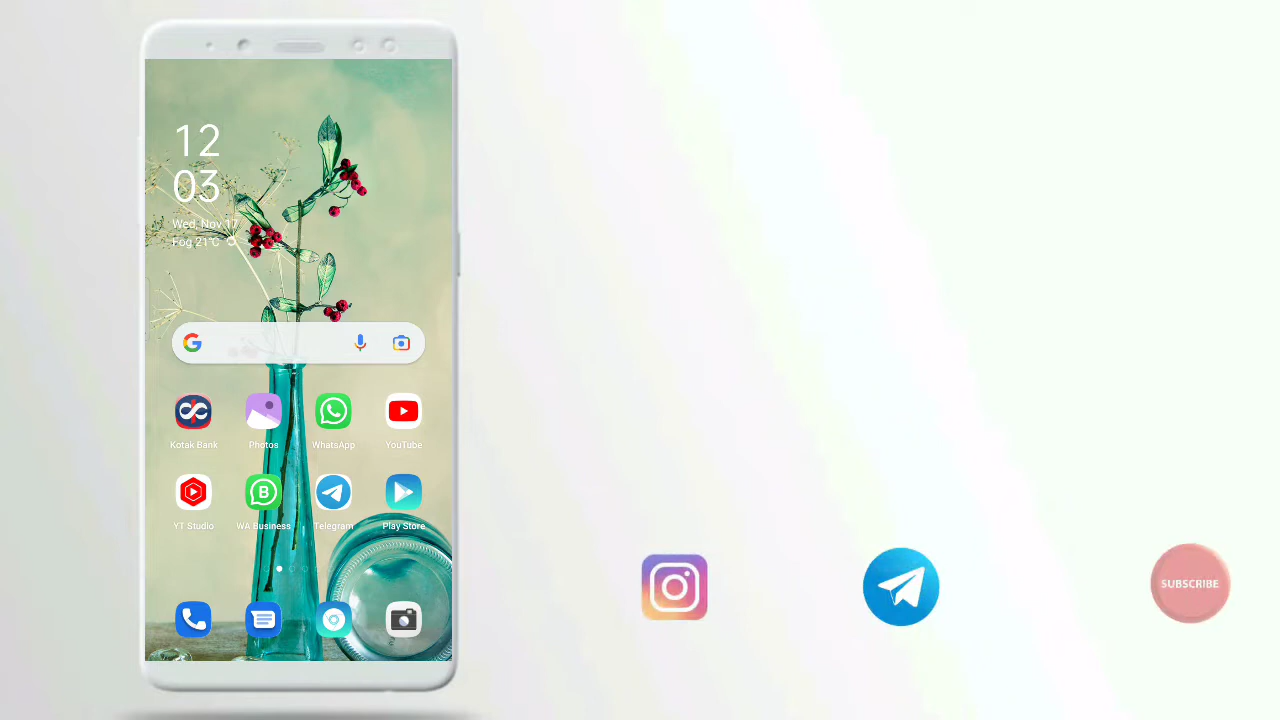 12
03
Wed, Nov 17
Fog 21°C
Kotak Bank
Photos
WhatsApp
YouTube
YT Studio
WA Business
Telegram
Play Store
SUBSCRIBE